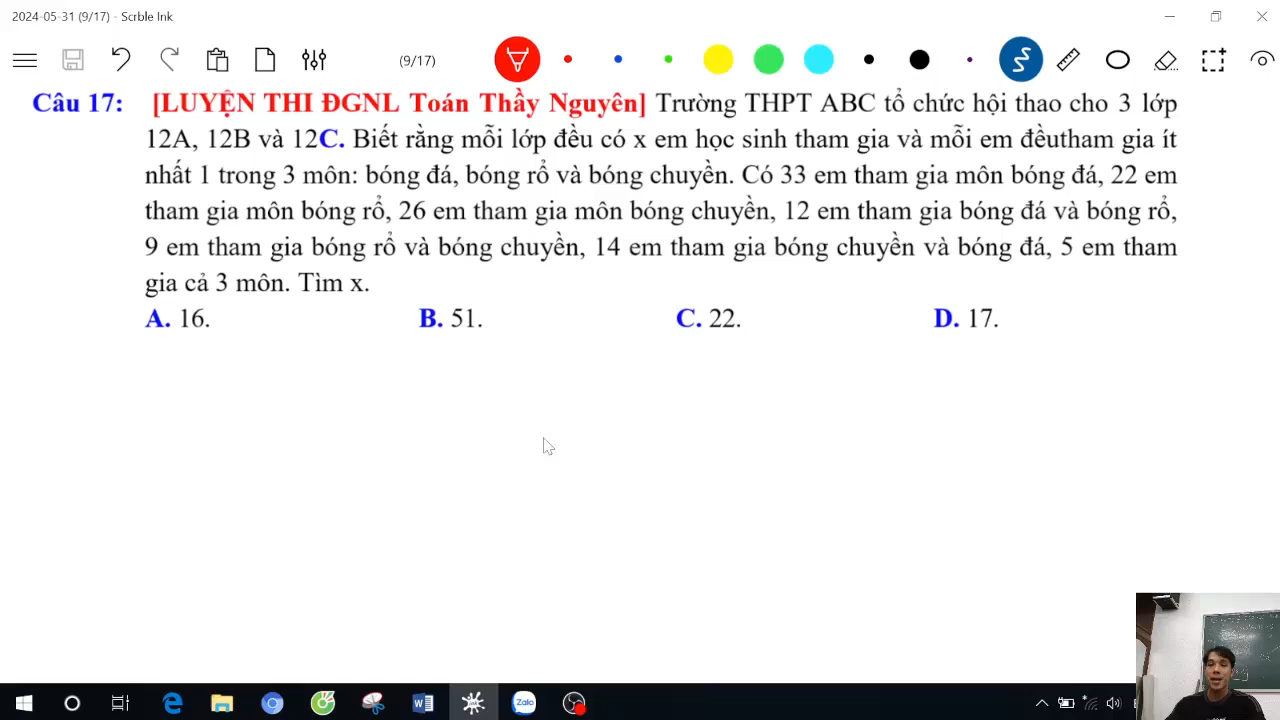 2024-05-31 (9/17) - Scrble Ink
(9/17)
Câu 17: [LUYỆN THI ĐGNL Toán Thầy Nguyên] Trường THPT ABC tổ chức hội thao cho 3 lớp
12A, 12B và 12C. Biết rằng mỗi lớp đều có x em học sinh tham gia và mỗi em đềutham gia ít
nhất 1 trong 3 môn: bóng đá, bóng rổ và bóng chuyền. Có 33 em tham gia môn bóng đá, 22 em
tham gia môn bóng rổ, 26 em tham gia môn bóng chuyền, 12 em tham gia bóng đá và bóng rổ,
9 em tham gia bóng rổ và bóng chuyền, 14 em tham gia bóng chuyền và bóng đá, 5 em tham
gia cả 3 môn. Tìm x.
A. 16. B. 51. C. 22. D. 17.
Zalo